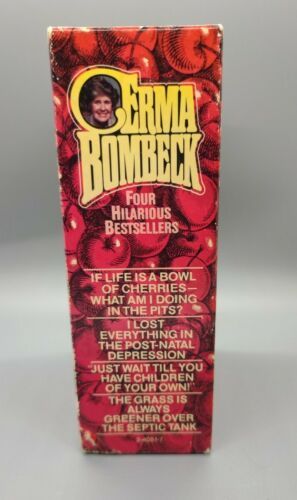 ERMA
BOMBECK
FOUR
HILARIOUS
BESTSELLERS
IF LIFE IS A BOWL
OF CHERRIES—
WHAT AM I DOING
IN THE PITS?
I LOST
EVERYTHING IN
THE POST-NATAL
DEPRESSION
"JUST WAIT TILL YOU
HAVE CHILDREN
OF YOUR OWN!"
THE GRASS IS
ALWAYS
GREENER OVER
THE SEPTIC TANK